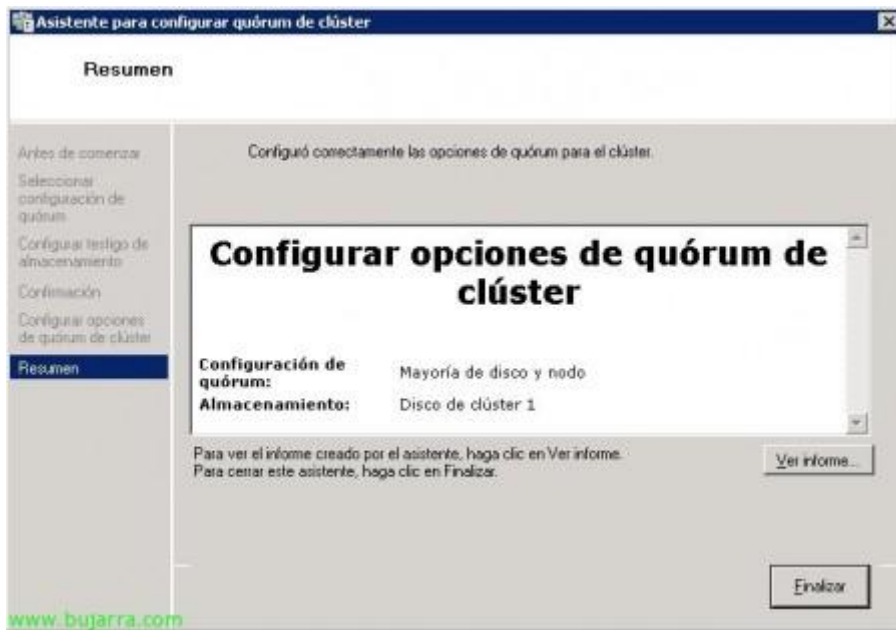 Asistente para configurar quórum de clúster
Resumen
Antes de comenzar
Seleccionar
configuración de
quórum
Configurar testigo de
almacenamiento
Confirmación
Configurar opciones
de quórum de clúster
Resumen
Configuró correctamente las opciones de quórum para el clúster.
Configurar opciones de quórum de
clúster
Configuración de
quórum:
Mayoría de disco y nodo
Almacenamiento:
Disco de clúster 1
Para ver el informe creado por el asistente, haga clic en Ver informe.
Para cerrar este asistente, haga clic en Finalizar.
Ver informe...
Finalizar
www.bujarra.com